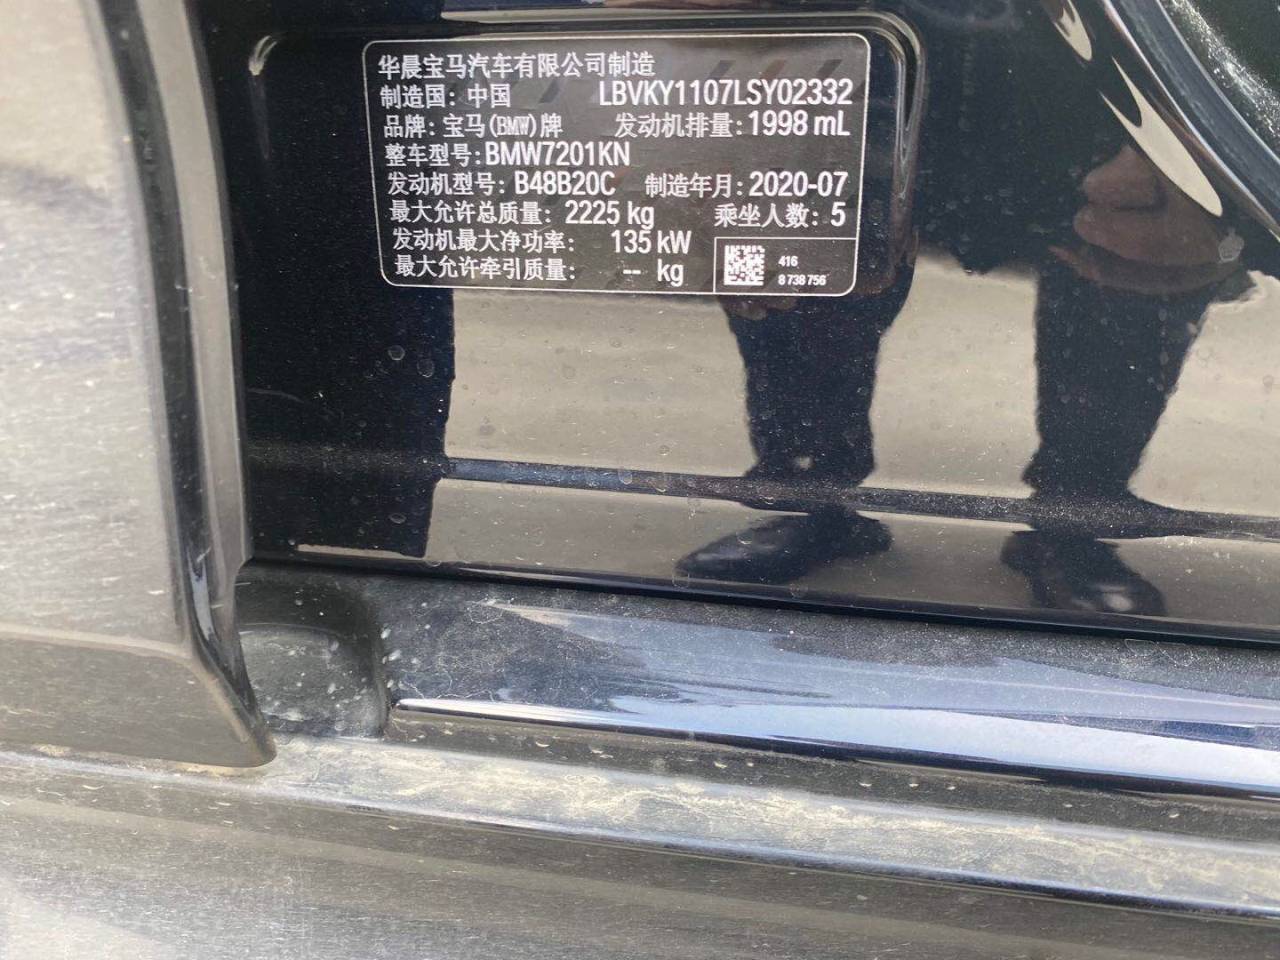 华晨宝马汽车有限公司制造
制造国: 中国 LBVKY1107LSY02332
品牌: 宝马(BMW)牌 发动机排量: 1998 mL
整车型号: BMW7201KN
发动机型号: B48B20C 制造年月: 2020-07
最大允许总质量: 2225 kg 乘坐人数: 5
发动机最大净功率: 135 kW
最大允许牵引质量: -- kg
416
8 738 756